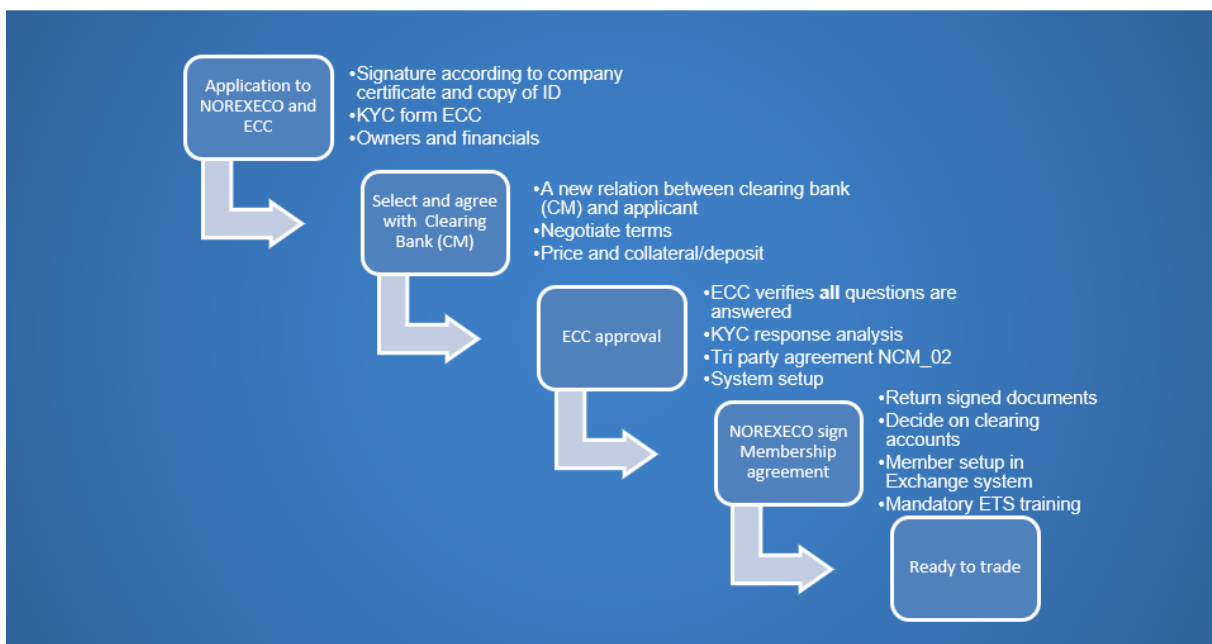 Application to
NOREXECO and
ECC
•Signature according to company
certificate and copy of ID
•KYC form ECC
•Owners and financials
Select and agree
with Clearing
Bank (CM)
•A new relation between clearing bank
(CM) and applicant
•Negotiate terms
•Price and collateral/deposit
ECC approval
•ECC verifies all questions are
answered
•KYC response analysis
•Tri party agreement NCM_02
•System setup
NOREXECO sign
Membership
agreement
•Return signed documents
•Decide on clearing
accounts
•Member setup in
Exchange system
•Mandatory ETS training
Ready to trade